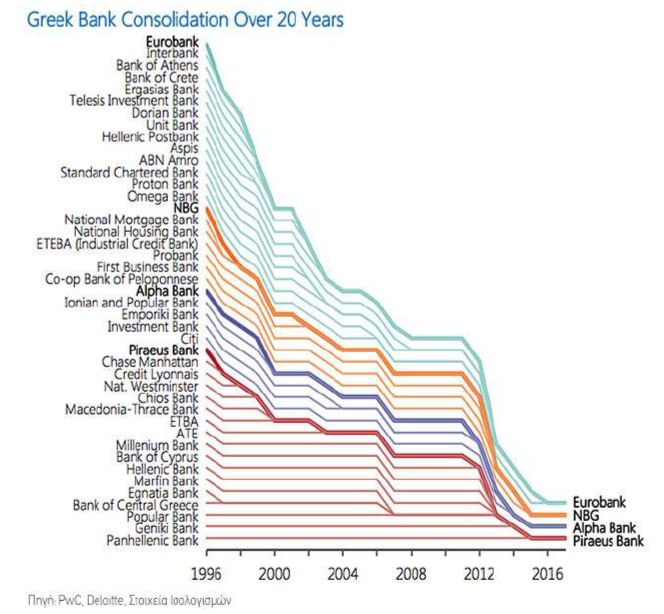 Greek Bank Consolidation Over 20 Years
Eurobank
Interbank
Bank of Athens
Bank of Crete
Ergasias Bank
Telesis Investment Bank
Dorian Bank
Unit Bank
Hellenic Postbank
Aspis
ABN Amro
Standard Chartered Bank
Proton Bank
Omega Bank
NBG
National Mortgage Bank
National Housing Bank
ETEBA (Industrial Credit Bank)
Probank
First Business Bank
Co-op Bank of Peloponnese
Alpha Bank
Ionian and Popular Bank
Emporiki Bank
Investment Bank
Citi
Piraeus Bank
Chase Manhattan
Credit Lyonnais
Nat. Westminster
Chios Bank
Macedonia-Thrace Bank
ETBA
ATE
Millenium Bank
Bank of Cyprus
Hellenic Bank
Marfin Bank
Egnatia Bank
Bank of Central Greece
Popular Bank
Geniki Bank
Panhellenic Bank
Eurobank
NBG
Alpha Bank
Piraeus Bank
1996 2000 2004 2008 2012 2016
Πηγή: PwC, Deloitte, Στοιχεία Ισολογισμών